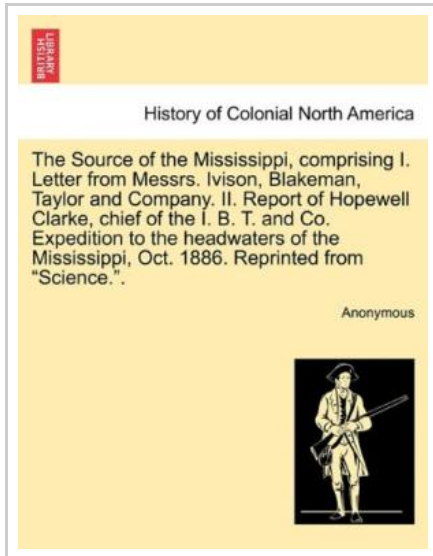 BRITISH
LIBRARY
History of Colonial North America
The Source of the Mississippi, comprising I.
Letter from Messrs. Ivison, Blakeman,
Taylor and Company. II. Report of Hopewell
Clarke, chief of the I. B. T. and Co.
Expedition to the headwaters of the
Mississippi, Oct. 1886. Reprinted from
“Science.”.
Anonymous